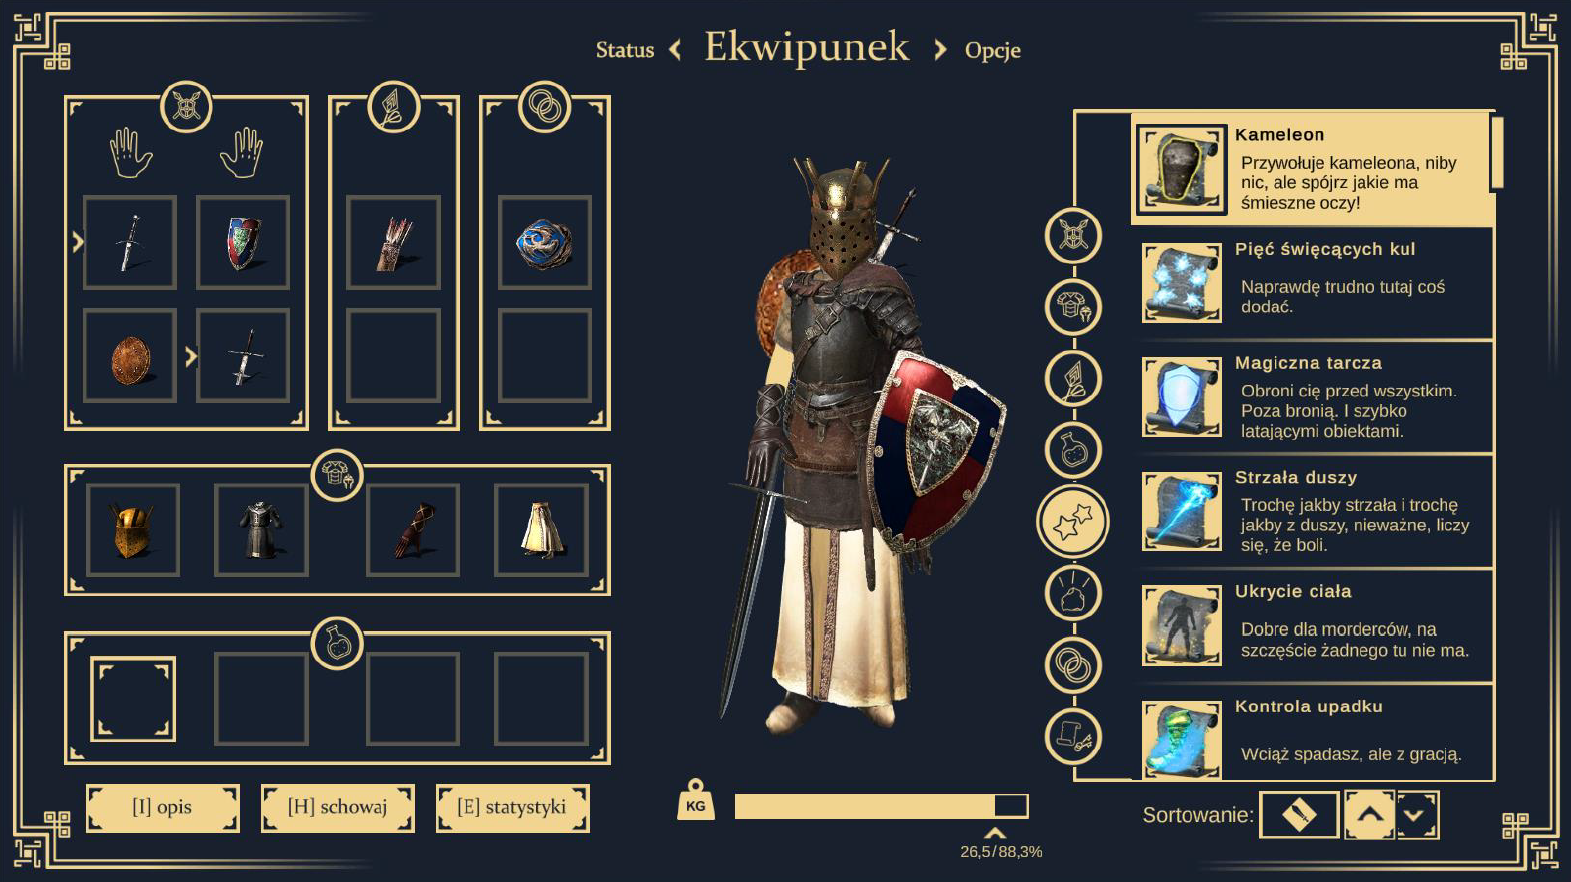 Status
Ekwipunek
Opcje
Kameleon
Przywołuje kameleona, niby
nic, ale spójrz jakie ma
śmieszne oczy!
Pięć święcących kul
Naprawdę trudno tutaj coś
dodać.
Magiczna tarcza
Obroni cię przed wszystkim.
Poza bronią. I szybko
latającymi obiektami.
Strzała duszy
Trochę jakby strzała i trochę
jakby z duszy, nieważne, liczy
się, że boli.
Ukrycie ciała
Dobre dla morderców, na
szczęście żadnego tu nie ma.
Kontrola upadku
Wciąż spadasz, ale z gracją.
[I] opis
[H] schowaj
[E] statystyki
KG
26,5/88,3%
Sortowanie: